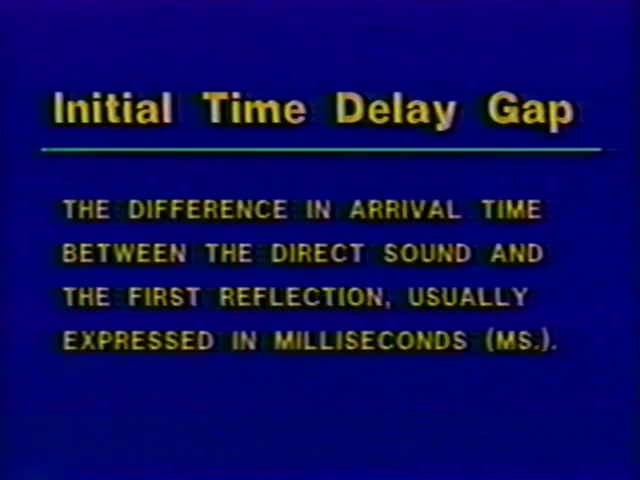 Initial Time Delay Gap
THE DIFFERENCE IN ARRIVAL TIME
BETWEEN THE DIRECT SOUND AND
THE FIRST REFLECTION, USUALLY
EXPRESSED IN MILLISECONDS (MS.).